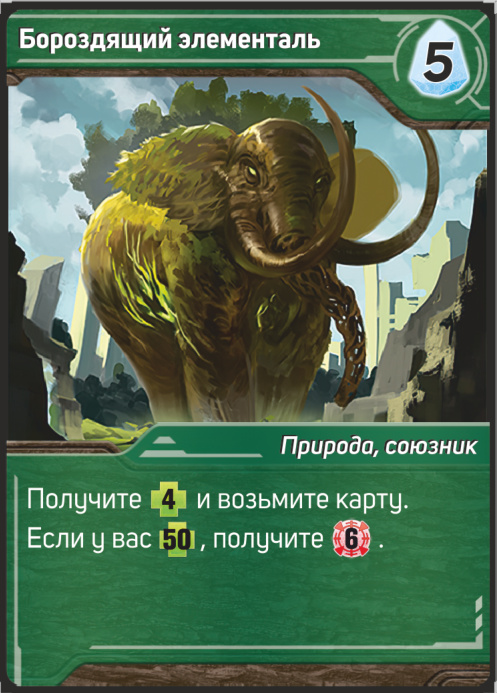 Бороздящий элементаль
5
Природа, союзник
Получите 4 и возьмите карту.
Если у вас 50, получите 6.